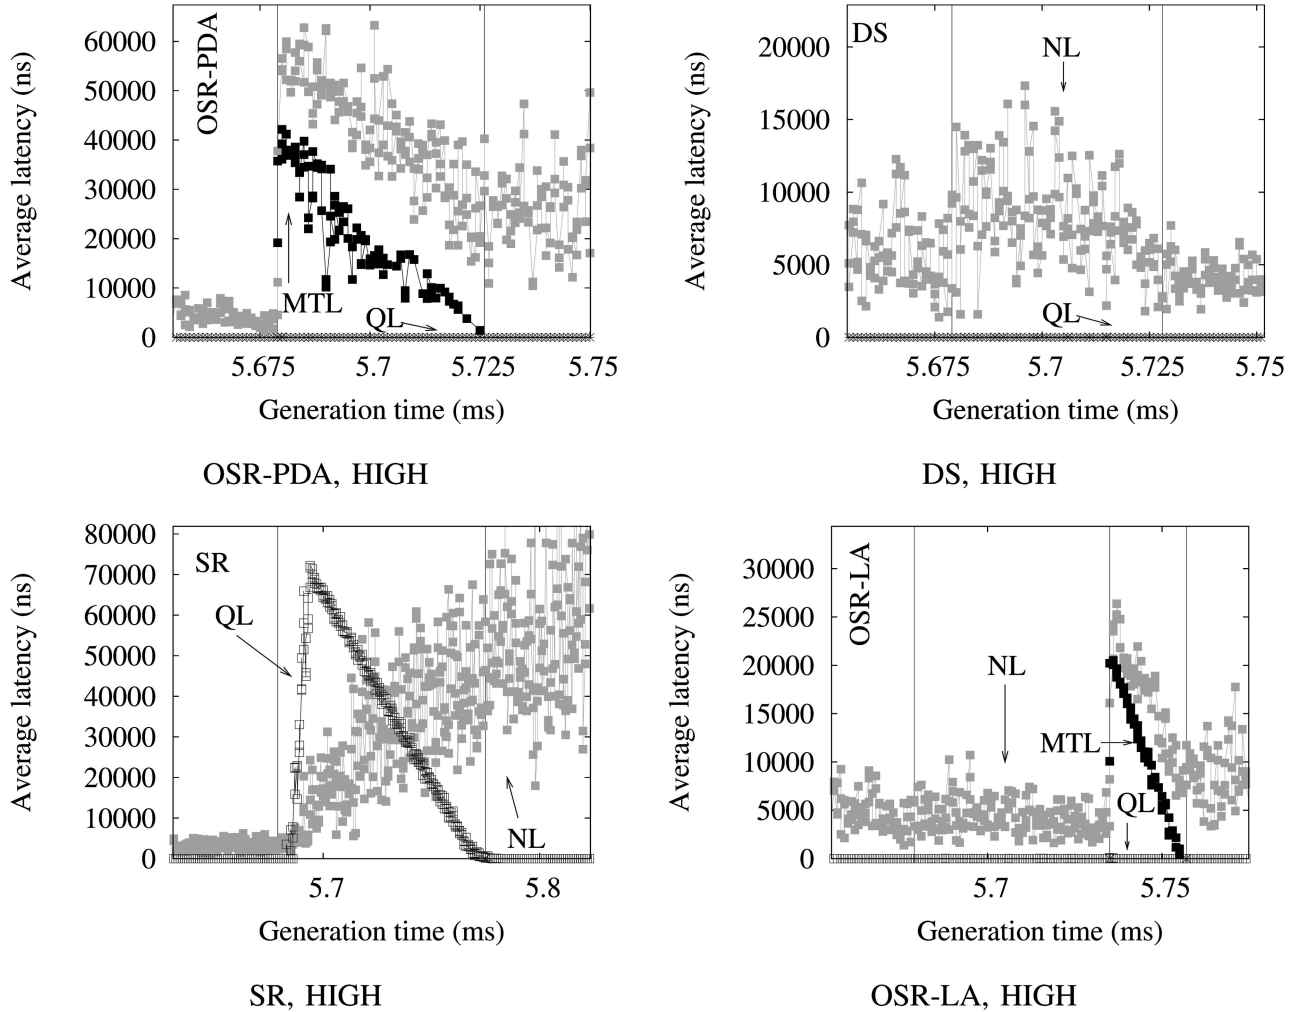 OSR-PDA
Average latency (ns)
60000
50000
40000
30000
20000
10000
0
MTL
QL
5.675
5.7
5.725
5.75
Generation time (ms)
OSR-PDA, HIGH
DS
NL
Average latency (ns)
20000
15000
10000
5000
0
QL
5.675
5.7
5.725
5.75
Generation time (ms)
DS, HIGH
SR
QL
Average latency (ns)
80000
70000
60000
50000
40000
30000
20000
10000
0
NL
5.7
5.8
Generation time (ms)
SR, HIGH
OSR-LA
Average latency (ns)
30000
25000
20000
15000
10000
5000
0
NL
MTL
QL
5.7
5.75
Generation time (ms)
OSR-LA, HIGH